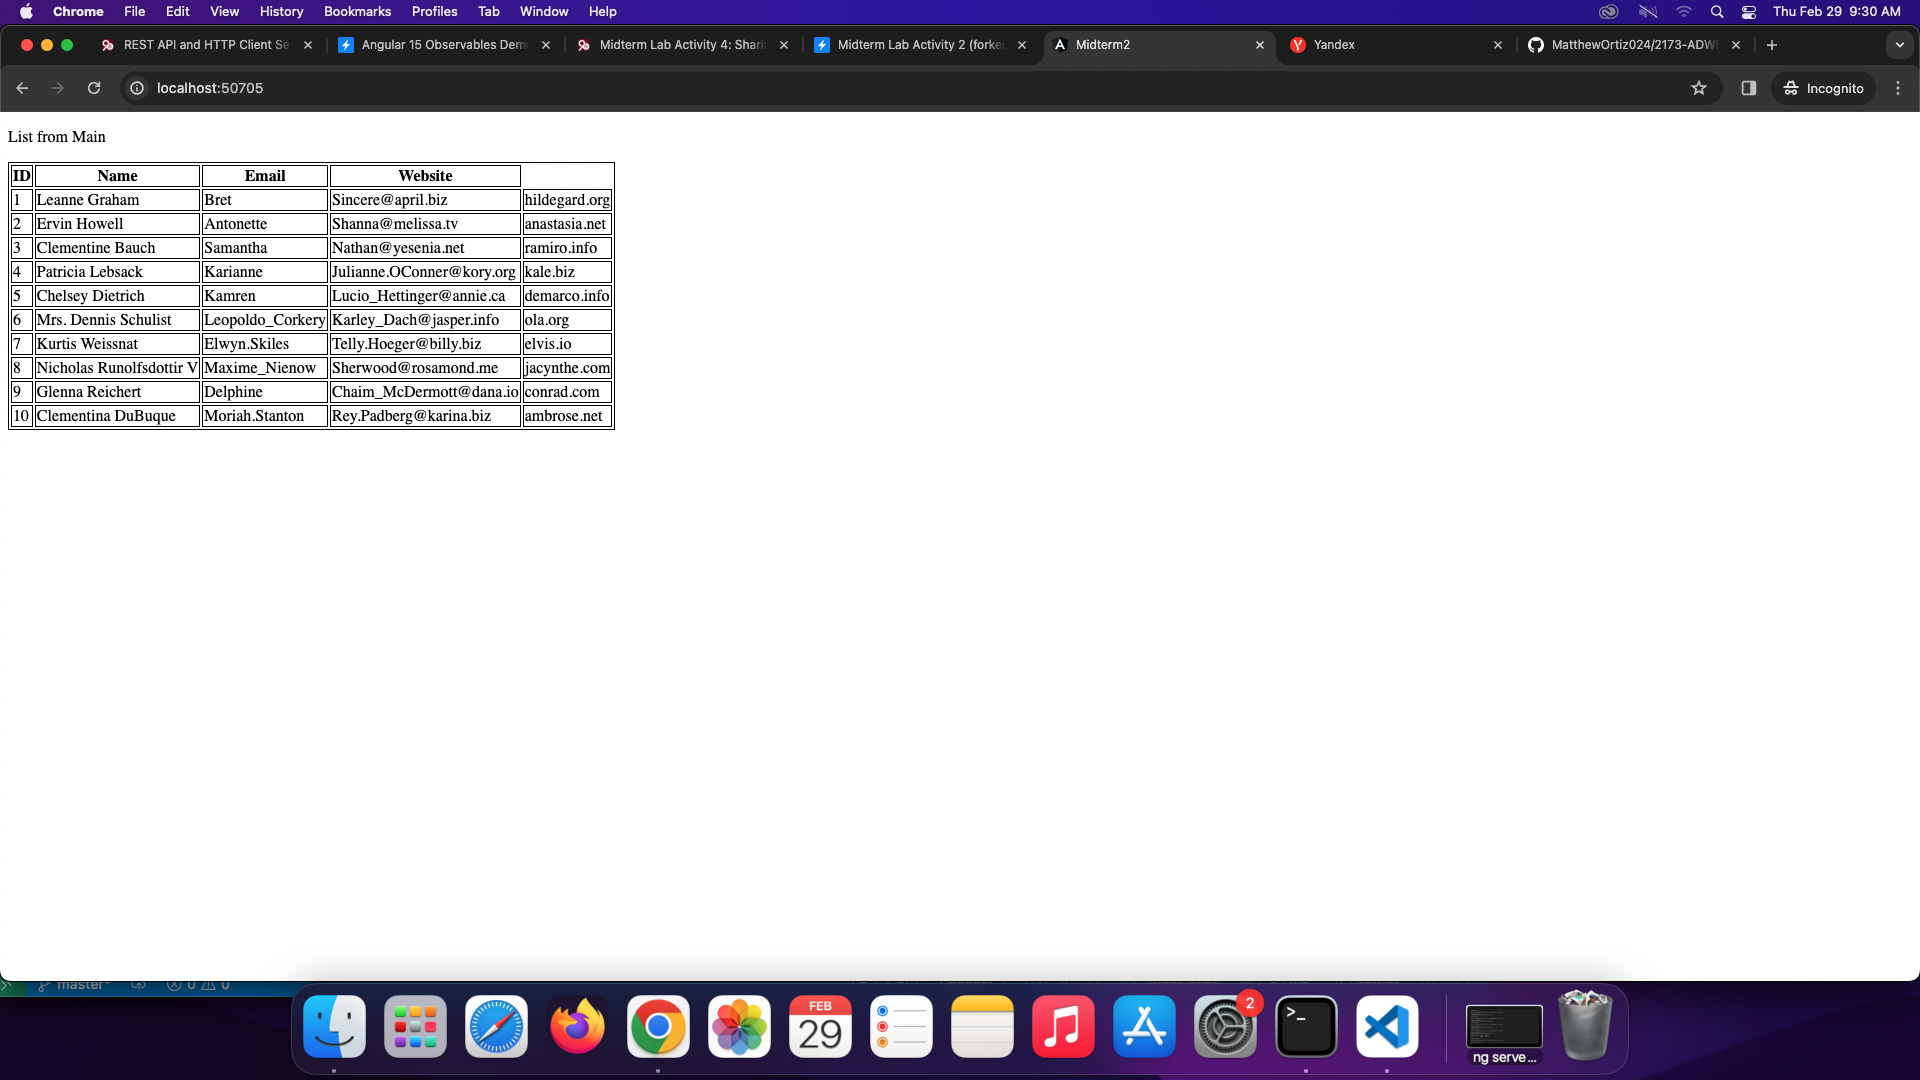 Chrome File Edit View History Bookmarks Profiles Tab Window Help Thu Feb 29 9:30 AM
REST API and HTTP Client Se Angular 15 Observables Dem Midterm Lab Activity 4: Shari Midterm Lab Activity 2 (forke Midterm2 Yandex MatthewOrtiz024/2173-ADW
localhost:50705 Incognito
List from Main
ID Name Email Website
1 Leanne Graham Bret Sincere@april.biz hildegard.org
2 Ervin Howell Antonette Shanna@melissa.tv anastasia.net
3 Clementine Bauch Samantha Nathan@yesenia.net ramiro.info
4 Patricia Lebsack Karianne Julianne.OConner@kory.org kale.biz
5 Chelsey Dietrich Kamren Lucio_Hettinger@annie.ca demarco.info
6 Mrs. Dennis Schulist Leopoldo_Corkery Karley_Dach@jasper.info ola.org
7 Kurtis Weissnat Elwyn.Skiles Telly.Hoeger@billy.biz elvis.io
8 Nicholas Runolfsdottir V Maxime_Nienow Sherwood@rosamond.me jacynthe.com
9 Glenna Reichert Delphine Chaim_McDermott@dana.io conrad.com
10 Clementina DuBuque Moriah.Stanton Rey.Padberg@karina.biz ambrose.net
master* 0 0
FEB
29
2
>_
ng serve...